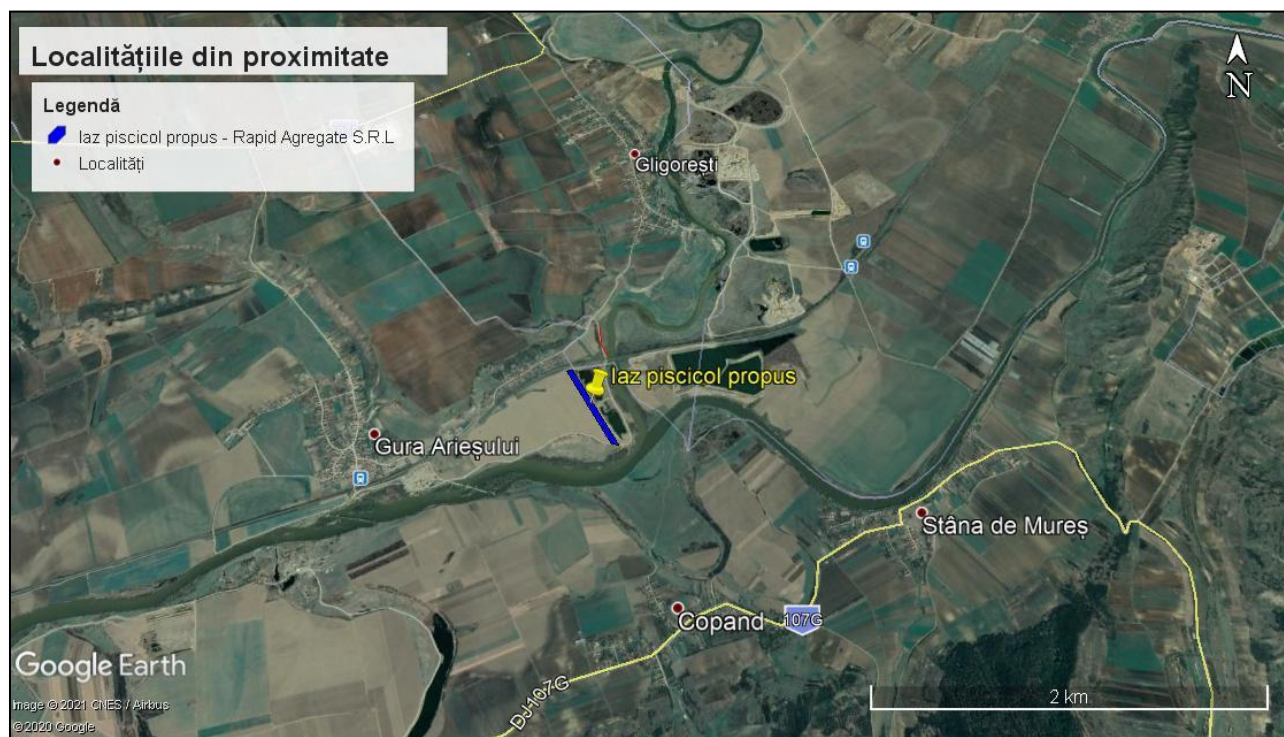 Localitățiile din proximitate
Legendă
Iaz piscicol propus - Rapid Agregate S.R.L
Localități
N
Gligorești
Iaz piscicol propus
Gura Arieșului
Stâna de Mureș
Copand
107G
DJ107G
Google Earth
Image © 2021 CNES / Airbus
© 2020 Google
2 km